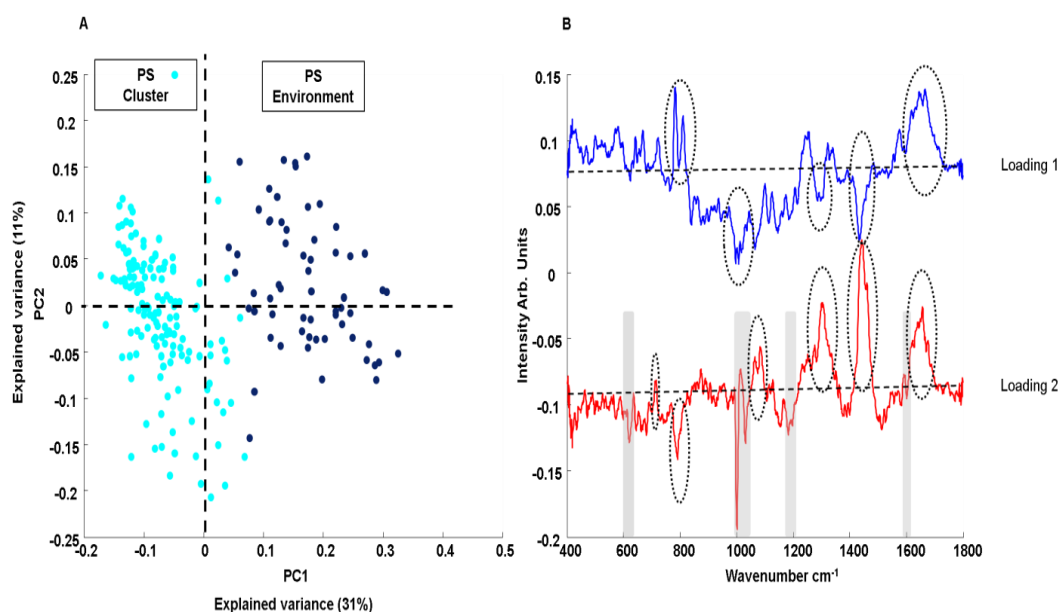 A
PS
Cluster
PS
Environment
0.25
0.2
0.15
0.1
0.05
0
-0.05
-0.1
-0.15
-0.2
-0.25
Explained variance (11%)
PC2
-0.2
-0.1
0
0.1
0.2
0.3
0.4
0.5
PC1
Explained variance (31%)
B
0.15
0.1
0.05
0
-0.05
-0.1
-0.15
-0.2
Intensity Arb. Units
Loading 1
Loading 2
400
600
800
1000
1200
1400
1600
1800
Wavenumber cm-1